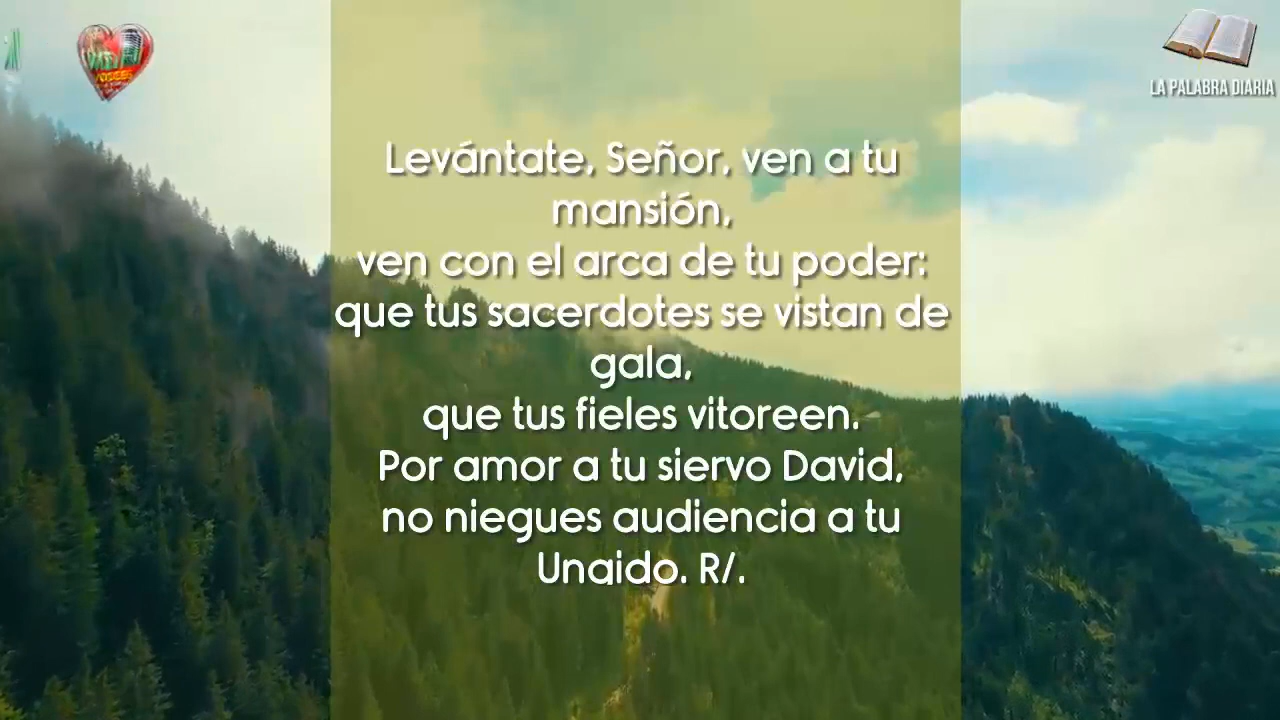 LA PALABRA DIARIA
Levántate, Señor, ven a tu
mansión,
ven con el arca de tu poder:
que tus sacerdotes se vistan de
gala,
que tus fieles vitoreen.
Por amor a tu siervo David,
no niegues audiencia a tu
Ungido. R/.